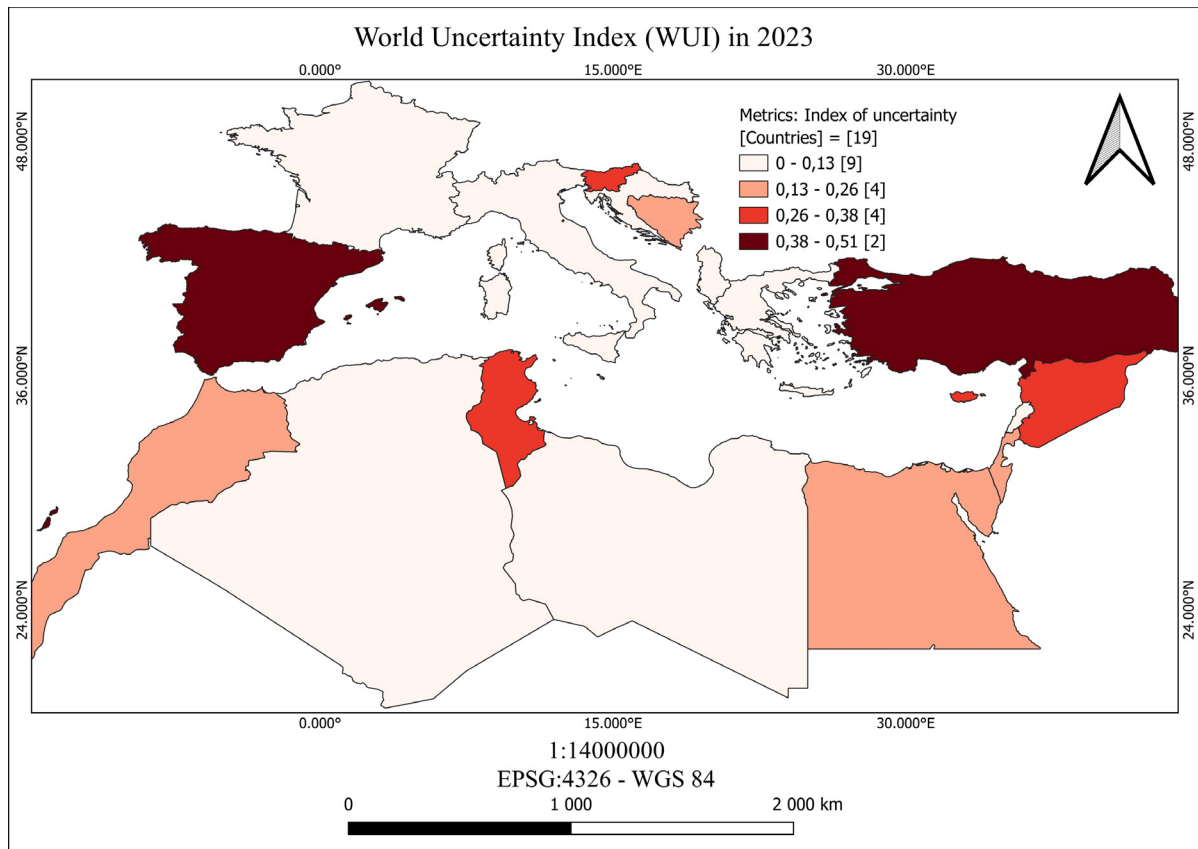 World Uncertainty Index (WUI) in 2023
0.000° 15.000°E 30.000°E
48.000°N 48.000°N
Metrics: Index of uncertainty
[Countries] = [19]
0 - 0,13 [9]
0,13 - 0,26 [4]
0,26 - 0,38 [4]
0,38 - 0,51 [2]
36.000°N 36.000°N
24.000°N 24.000°N
0.000° 15.000°E 30.000°E
1:14000000
EPSG:4326 - WGS 84
0 1 000 2 000 km